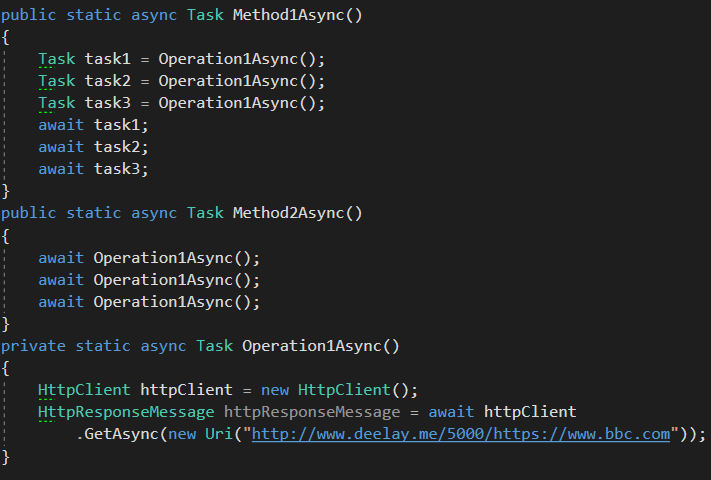 public static async Task Method1Async()
{
    Task task1 = Operation1Async();
    Task task2 = Operation1Async();
    Task task3 = Operation1Async();
    await task1;
    await task2;
    await task3;
}
public static async Task Method2Async()
{
    await Operation1Async();
    await Operation1Async();
    await Operation1Async();
}
private static async Task Operation1Async()
{
    HttpClient httpClient = new HttpClient();
    HttpResponseMessage httpResponseMessage = await httpClient
        .GetAsync(new Uri("http://www.deelay.me/5000/https://www.bbc.com"));
}